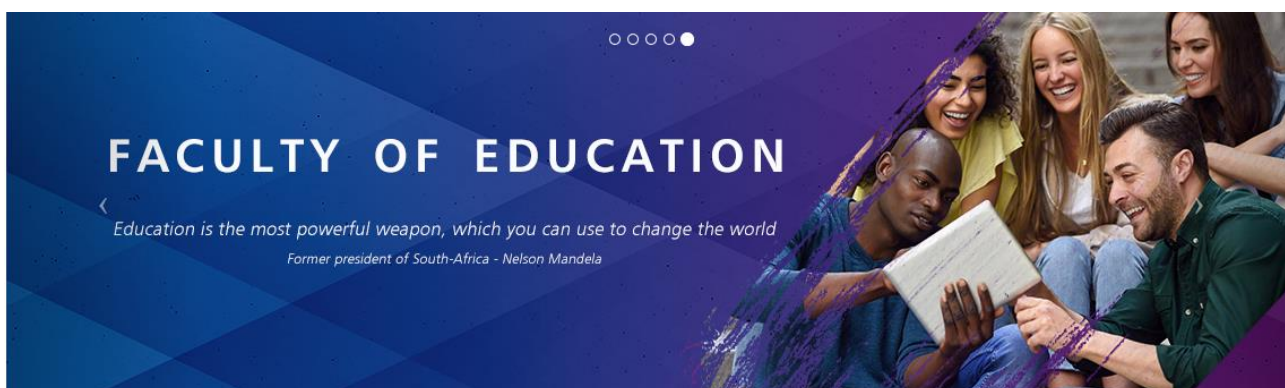 FACULTY OF EDUCATION
Education is the most powerful weapon, which you can use to change the world
Former president of South-Africa - Nelson Mandela